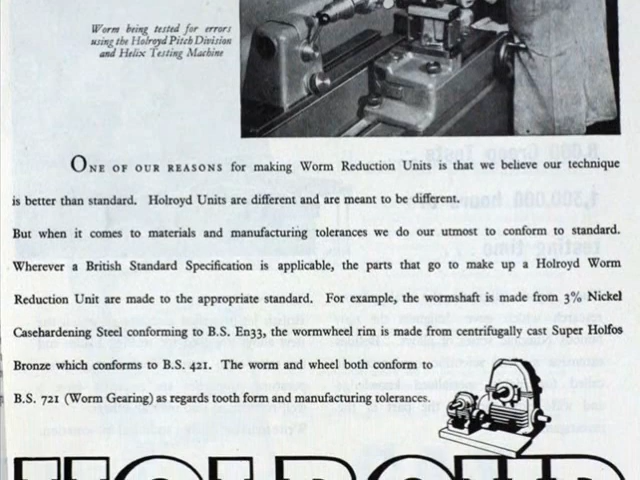 Worm being tested for errors
using the Holroyd Pitch Division
and Helix Testing Machine
ONE OF OUR REASONS for making Worm Reduction Units is that we believe our technique
is better than standard. Holroyd Units are different and are meant to be different.
But when it comes to materials and manufacturing tolerances we do our utmost to conform to standard.
Wherever a British Standard Specification is applicable, the parts that go to make up a Holroyd Worm
Reduction Unit are made to the appropriate standard. For example, the wormshaft is made from 3% Nickel
Casehardening Steel conforming to B.S. En33, the wormwheel rim is made from centrifugally cast Super Holfos
Bronze which conforms to B.S. 421. The worm and wheel both conform to
B.S. 721 (Worm Gearing) as regards tooth form and manufacturing tolerances.
HOLROYD